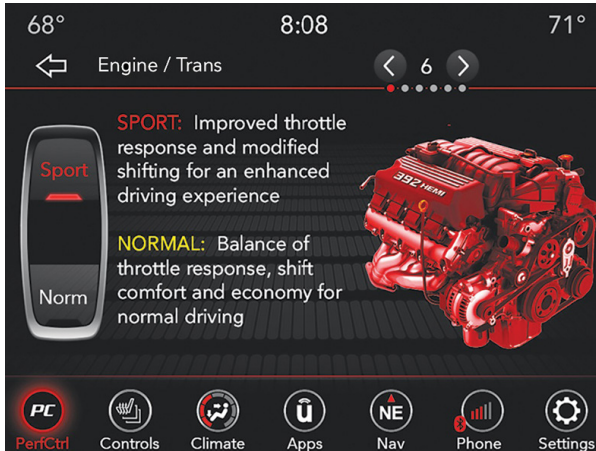 68°
8:08
71°
Engine / Trans
6
Sport
Norm
SPORT: Improved throttle
response and modified
shifting for an enhanced
driving experience
NORMAL: Balance of
throttle response, shift
comfort and economy for
normal driving
392 HEMI
PC
û
NE
PerfCtrl
Controls
Climate
Apps
Nav
Phone
Settings